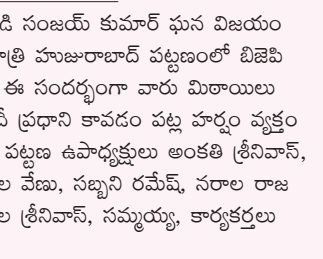 డి సంజయ్ కుమార్ ఘన విజయం
ాత్రి హుజురాబాద్ పట్టణంలో బిజెపి
ఈ సందర్భంగా వారు మిఠాయిలు
దీ ప్రధాని కావడం పట్ల హర్షం వ్యక్తం
పట్టణ ఉపాధ్యక్షులు అంకతి శ్రీనివాస్,
ల వేణు, సబ్బని రమేష్, నరాల రాజ
ల శ్రీనివాస్, సమ్మయ్య, కార్యకర్తలు